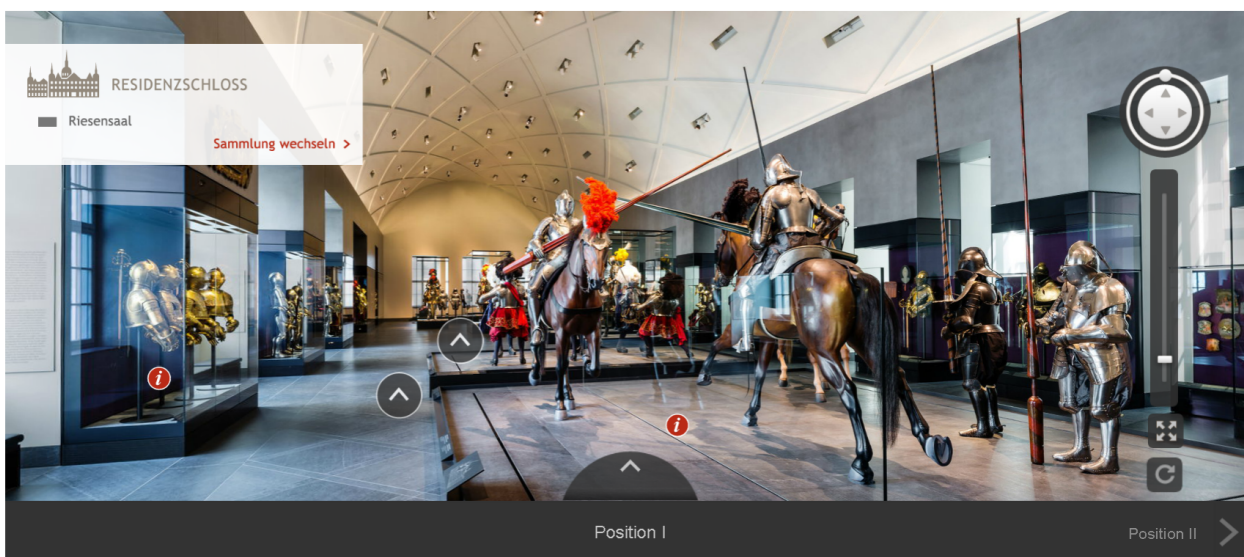 RESIDENZSCHLOSS
Riesensaal
Sammlung wechseln >
i
i
Position I
Position II